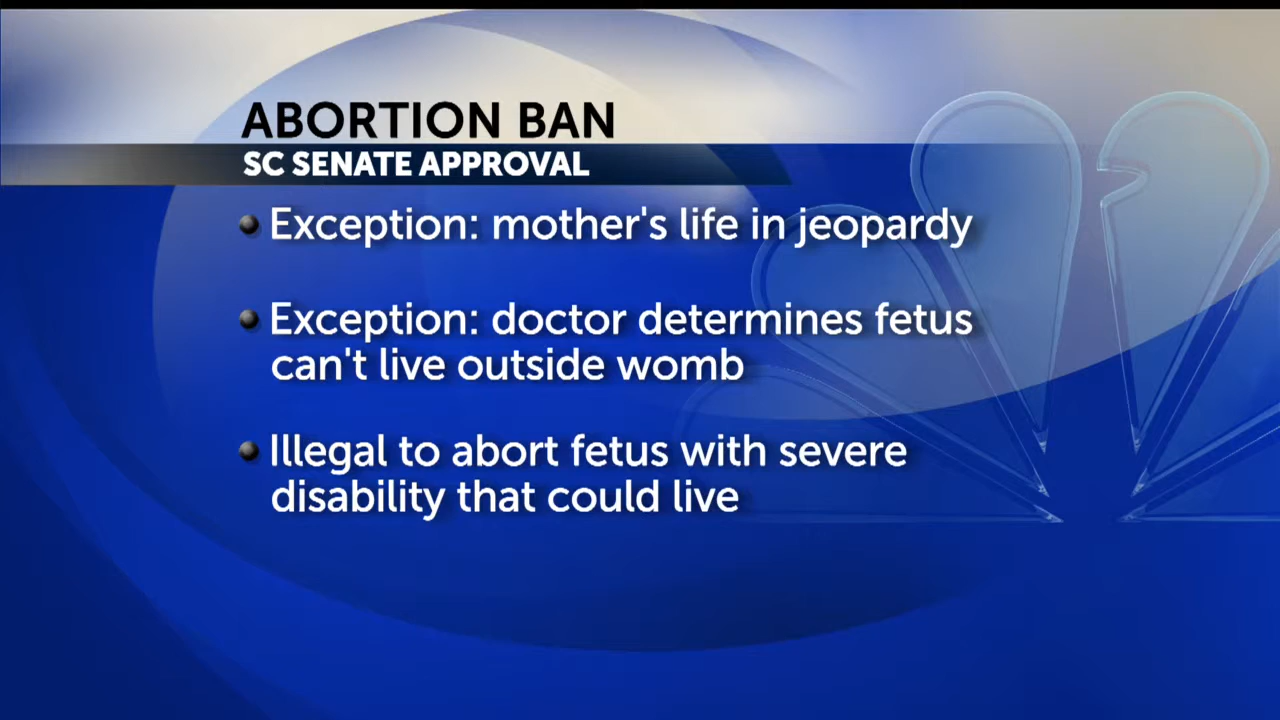 ABORTION BAN
SC SENATE APPROVAL
Exception: mother's life in jeopardy
Exception: doctor determines fetus
can't live outside womb
Illegal to abort fetus with severe
disability that could live